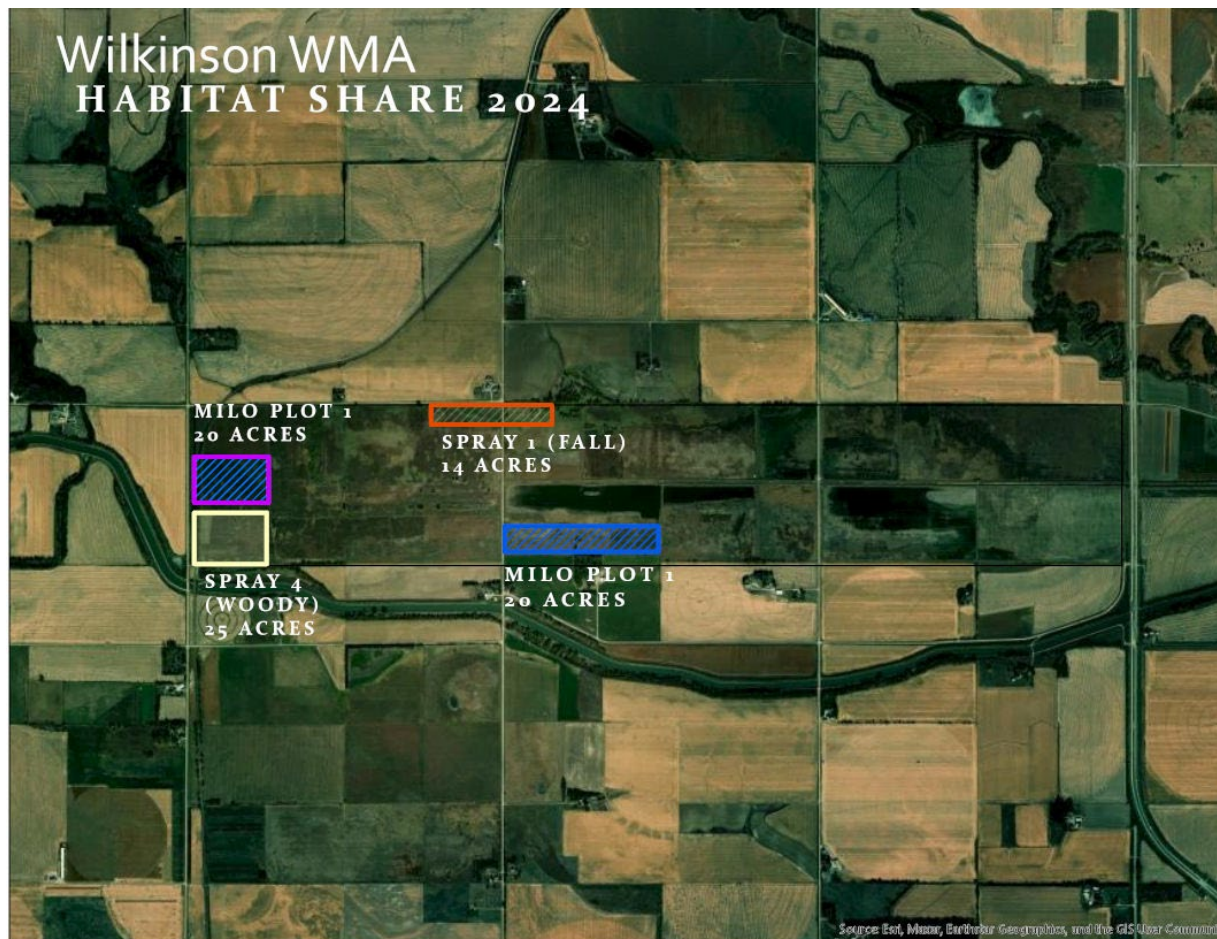 Wilkinson WMA
HABITAT SHARE 2024
MILO PLOT 1
20 ACRES
SPRAY 1 (FALL)
14 ACRES
SPRAY 4
(WOODY)
25 ACRES
MILO PLOT 1
20 ACRES
Source: Esri, Maxar, Earthstar Geographics, and the GIS User Communi